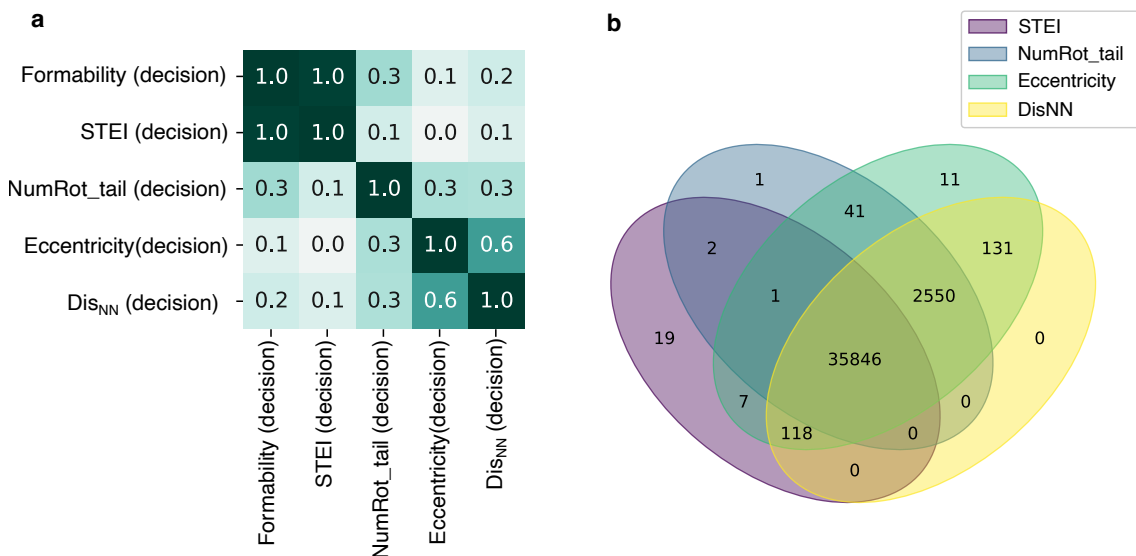 a
Formability (decision) 1.0 1.0 0.3 0.1 0.2
STEI (decision) 1.0 1.0 0.1 0.0 0.1
NumRot_tail (decision) 0.3 0.1 1.0 0.3 0.3
Eccentricity(decision) 0.1 0.0 0.3 1.0 0.6
DisNN (decision) 0.2 0.1 0.3 0.6 1.0
Formability (decision)
STEI (decision)
NumRot_tail (decision)
Eccentricity(decision)
DisNN (decision)
b
STEI
NumRot_tail
Eccentricity
DisNN
1
11
41
2
131
1
2550
19
0
35846
7
0
118
0
0